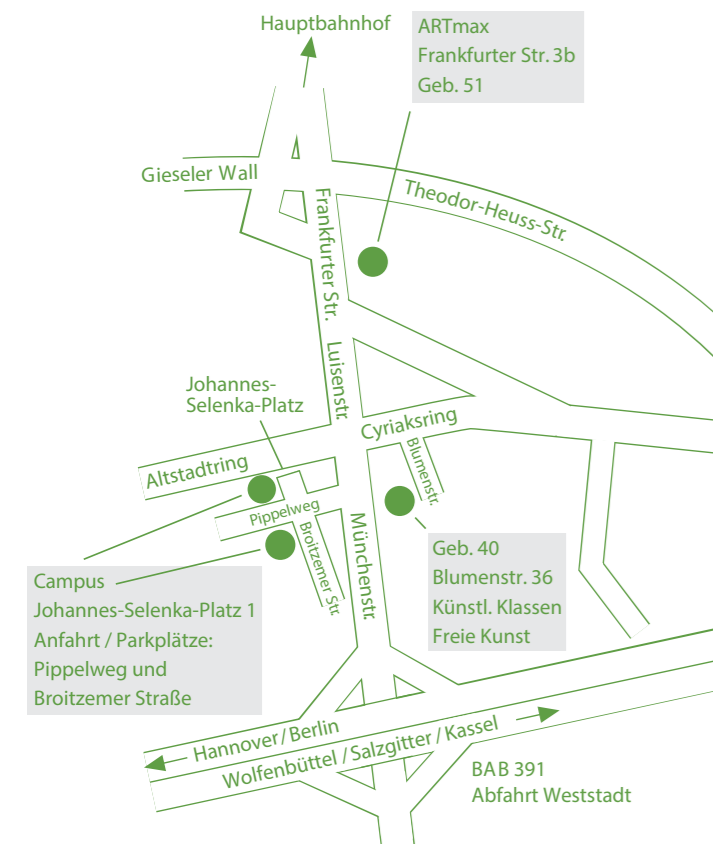 Hauptbahnhof
ARTmax
Frankfurter Str. 3b
Geb. 51
Gieseler Wall
Theodor-Heuss-Str.
Frankfurter Str.
Luisenstr.
Johannes-
Selenka-Platz
Cyriaksring
Blumenstr.
Altstadtring
Pippelweg
Broitzemer Str.
Münchenstr.
Geb. 40
Blumenstr. 36
Künstl. Klassen
Freie Kunst
Campus
Johannes-Selenka-Platz 1
Anfahrt / Parkplätze:
Pippelweg und
Broitzemer Straße
Hannover / Berlin
Wolfenbüttel / Salzgitter / Kassel
BAB 391
Abfahrt Weststadt